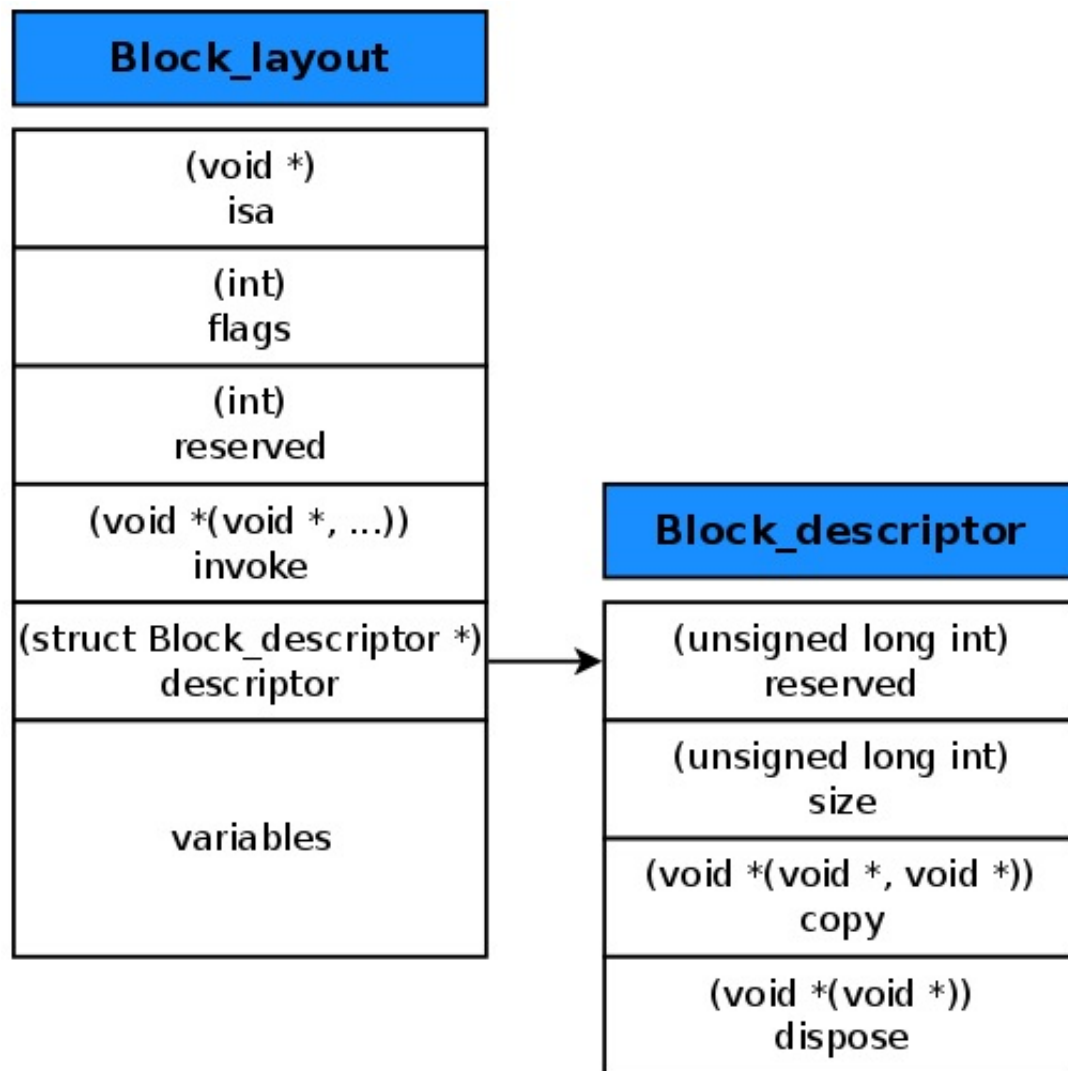 Block_layout
(void *)
isa
(int)
flags
(int)
reserved
(void *(void *, ...))
invoke
(struct Block_descriptor *)
descriptor
variables
Block_descriptor
(unsigned long int)
reserved
(unsigned long int)
size
(void *(void *, void *))
copy
(void *(void *))
dispose